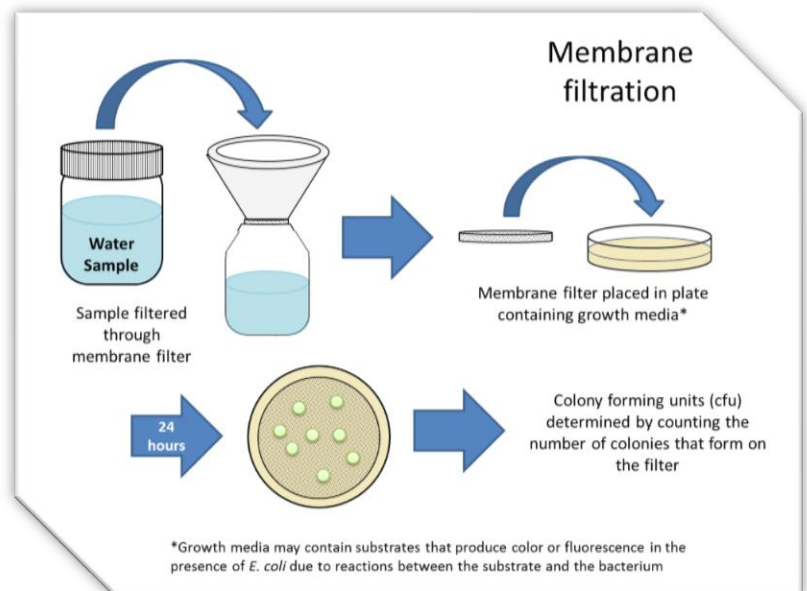 Membrane
filtration
Water
Sample
Sample filtered
through
membrane filter
Membrane filter placed in plate
containing growth media*
24
hours
Colony forming units (cfu)
determined by counting the
number of colonies that form on
the filter
*Growth media may contain substrates that produce color or fluorescence in the
presence of E. coli due to reactions between the substrate and the bacterium